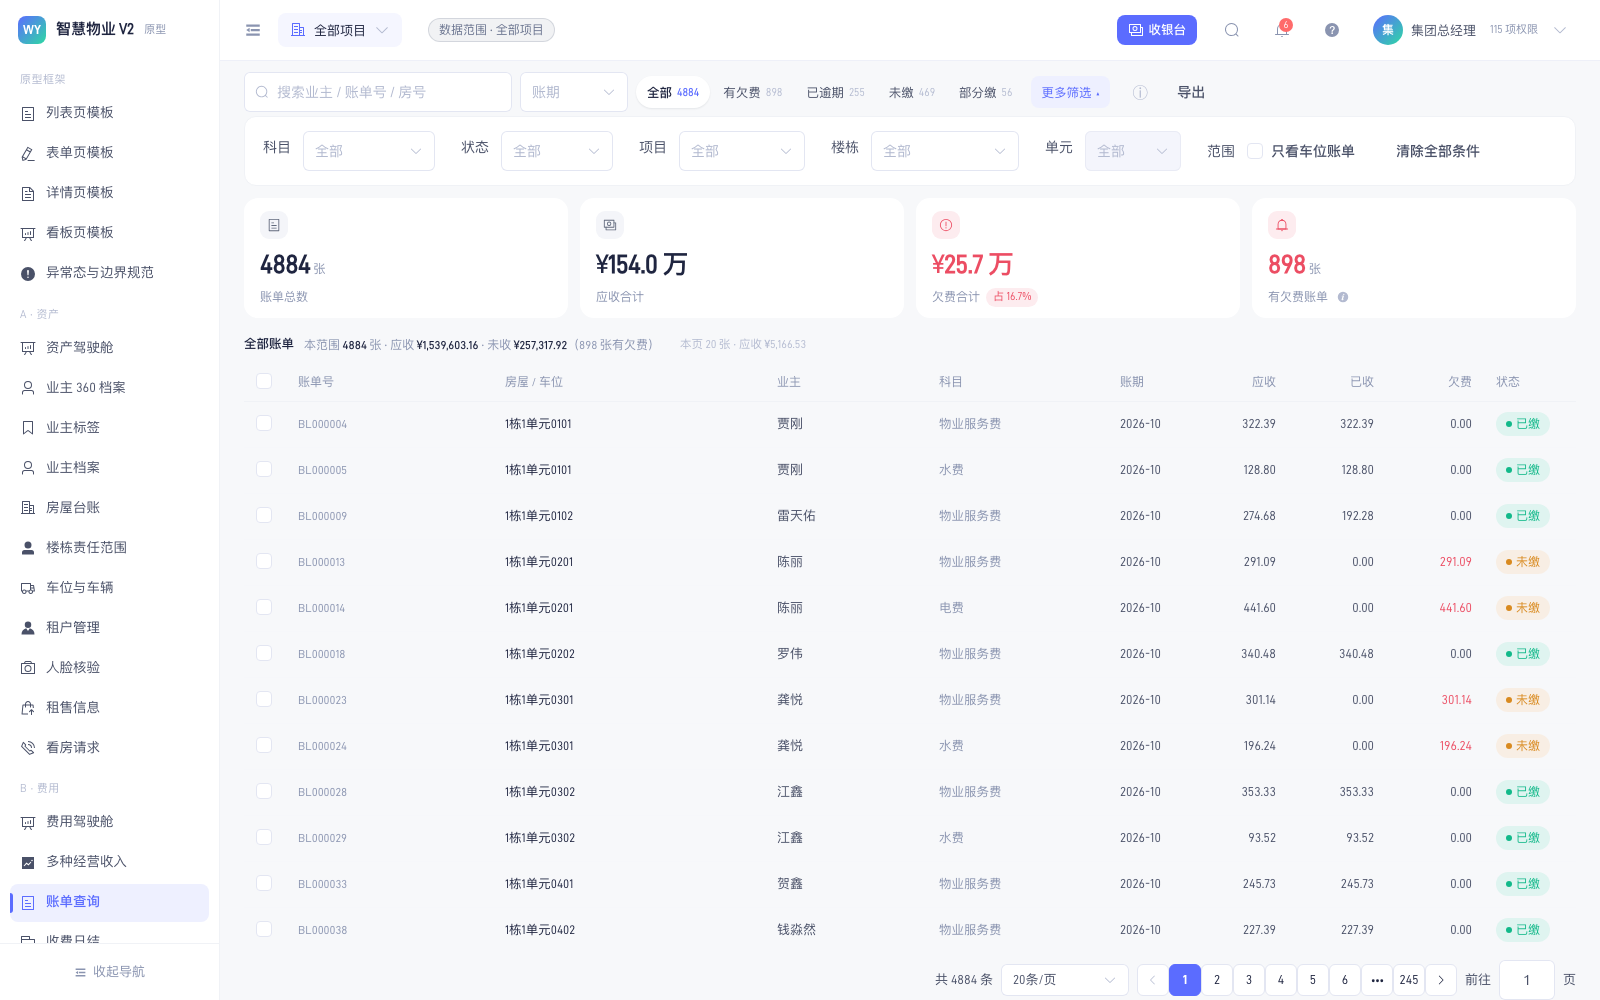 WY 智慧物业 V2 原型
原型框架
列表页模板
表单页模板
详情页模板
看板页模板
异常态与边界规范
A · 资产
资产驾驶舱
业主 360 档案
业主标签
业主档案
房屋台账
楼栋责任范围
车位与车辆
租户管理
人脸核验
租售信息
看房请求
B · 费用
费用驾驶舱
多种经营收入
账单查询
收费日结
收起导航
全部项目 数据范围 · 全部项目 收银台 6 集 集团总经理 115 项权限
搜索业主 / 账单号 / 房号 账期 全部 4884 有欠费 898 已逾期 255 未缴 469 部分缴 56 更多筛选 导出
科目 全部 状态 全部 项目 全部 楼栋 全部 单元 全部 范围 只看车位账单 清除全部条件
4884 张
账单总数
¥154.0 万
应收合计
¥25.7 万
欠费合计 占 16.7%
898 张
有欠费账单
全部账单 本范围 4884 张 · 应收 ¥1,539,603.16 · 未收 ¥257,317.92（898 张有欠费） 本页 20 张 · 应收 ¥5,166.53
账单号 房屋 / 车位 业主 科目 账期 应收 已收 欠费 状态
BL000004 1栋1单元0101 贾刚 物业服务费 2026-10 322.39 322.39 0.00 已缴
BL000005 1栋1单元0101 贾刚 水费 2026-10 128.80 128.80 0.00 已缴
BL000009 1栋1单元0102 雷天佑 物业服务费 2026-10 274.68 192.28 0.00 已缴
BL000013 1栋1单元0201 陈丽 物业服务费 2026-10 291.09 0.00 291.09 未缴
BL000014 1栋1单元0201 陈丽 电费 2026-10 441.60 0.00 441.60 未缴
BL000018 1栋1单元0202 罗伟 物业服务费 2026-10 340.48 340.48 0.00 已缴
BL000023 1栋1单元0301 龚悦 物业服务费 2026-10 301.14 0.00 301.14 未缴
BL000024 1栋1单元0301 龚悦 水费 2026-10 196.24 0.00 196.24 未缴
BL000028 1栋1单元0302 江鑫 物业服务费 2026-10 353.33 353.33 0.00 已缴
BL000029 1栋1单元0302 江鑫 水费 2026-10 93.52 93.52 0.00 已缴
BL000033 1栋1单元0401 贺鑫 物业服务费 2026-10 245.73 245.73 0.00 已缴
BL000038 1栋1单元0402 钱淼然 物业服务费 2026-10 227.39 227.39 0.00 已缴
共 4884 条 20条/页 1 2 3 4 5 6 ••• 245 前往 1 页